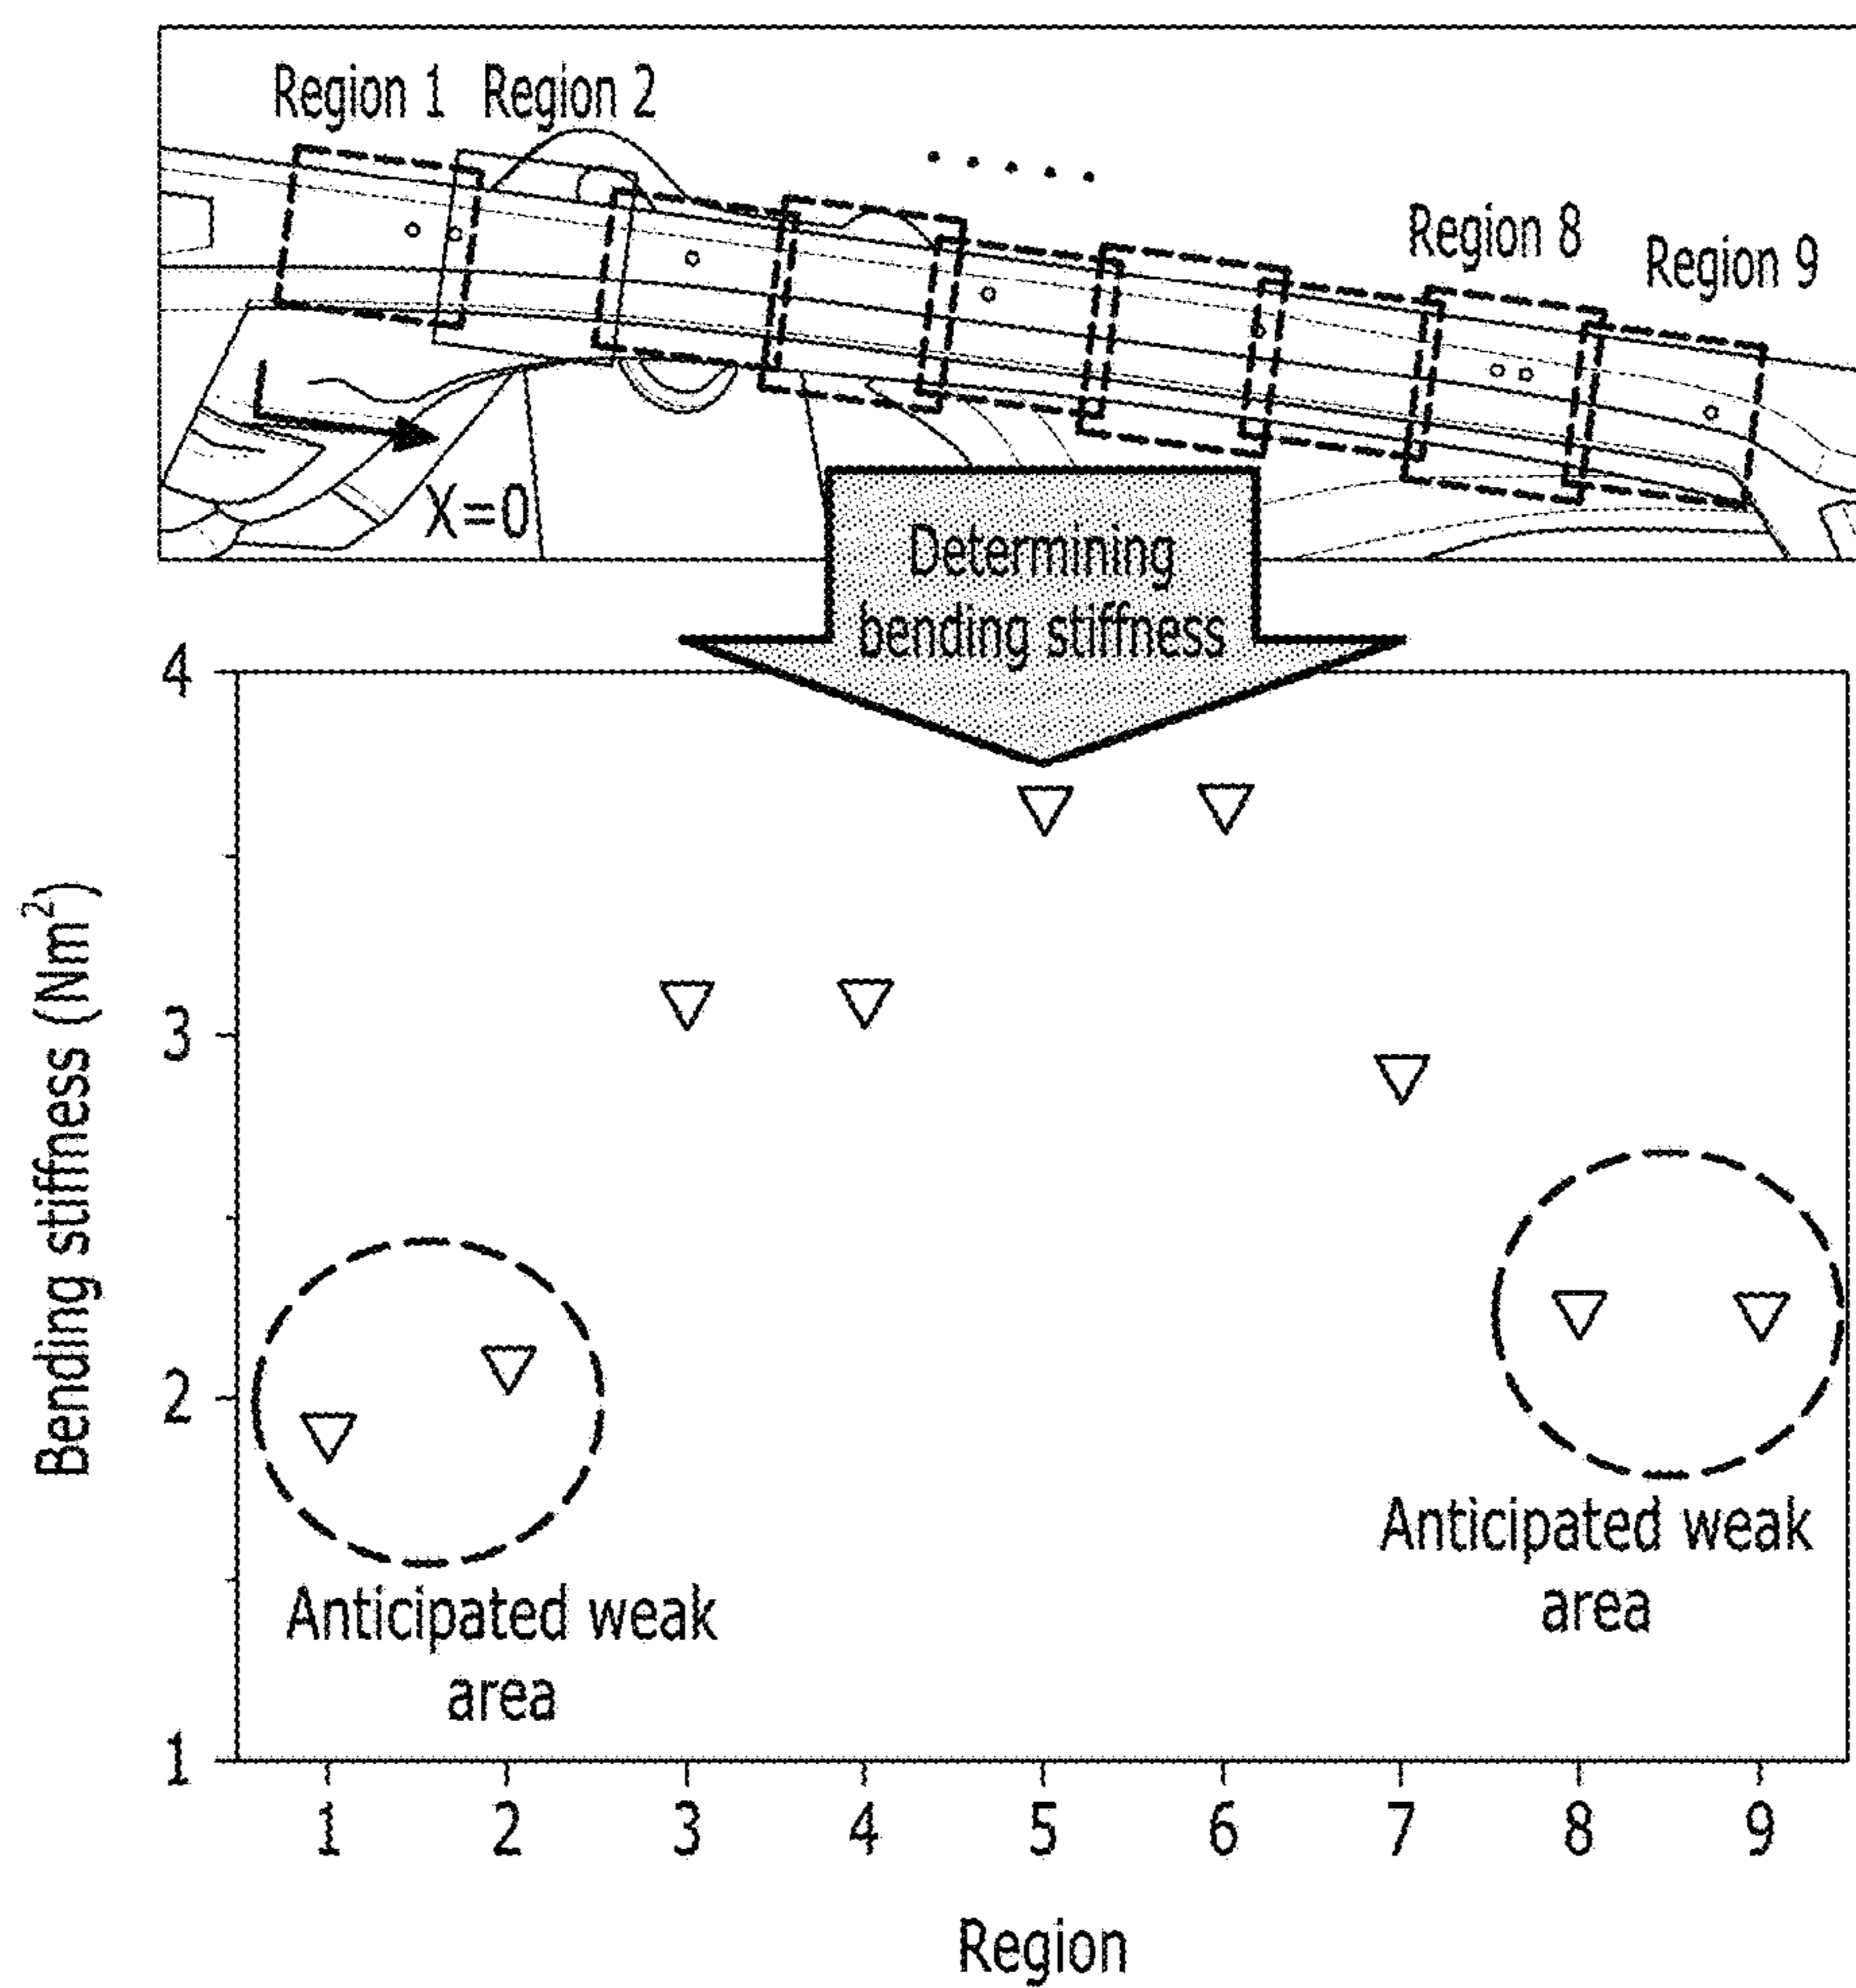 Region 1 Region 2
Region 8
Region 9
X=0
Determining
bending stiffness
Bending stiffness (Nm²)
4
3
2
1
Anticipated weak
area
Anticipated weak
area
1 2 3 4 5 6 7 8 9
Region